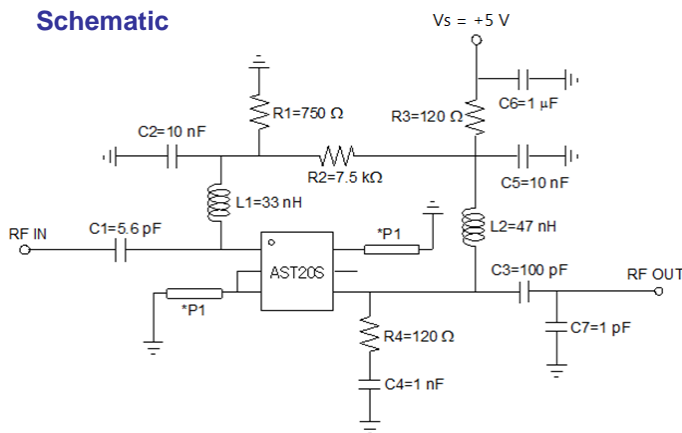 Schematic
Vs = +5 V
C6=1 µF
R1=750 Ω
R3=120 Ω
C2=10 nF
R2=7.5 kΩ
C5=10 nF
L1=33 nH
RF IN
C1=5.6 pF
*P1
L2=47 nH
AST20S
C3=100 pF
RF OUT
*P1
R4=120 Ω
C7=1 pF
C4=1 nF